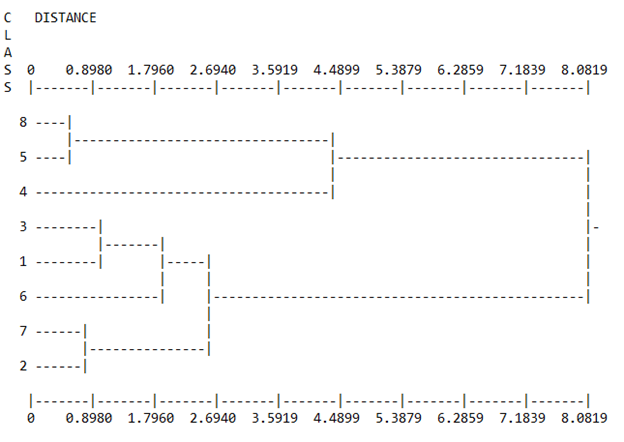 C   DISTANCE
L
A
S  0    0.8980  1.7960  2.6940  3.5919  4.4899  5.3879  6.2859  7.1839  8.0819
S  |-------|-------|-------|-------|-------|-------|-------|-------|-------|
8 ----|
|---------------------------------|
5 ----|                                 |--------------------------------|
4 --------------------------------------|
3 --------|                                                              |-
|-------|
1 --------|       |-----|
6 ----------------|     |------------------------------------------------|
7 ------|
|---------------|
2 ------|
|-------|-------|-------|-------|-------|-------|-------|-------|-------|
0    0.8980  1.7960  2.6940  3.5919  4.4899  5.3879  6.2859  7.1839  8.0819